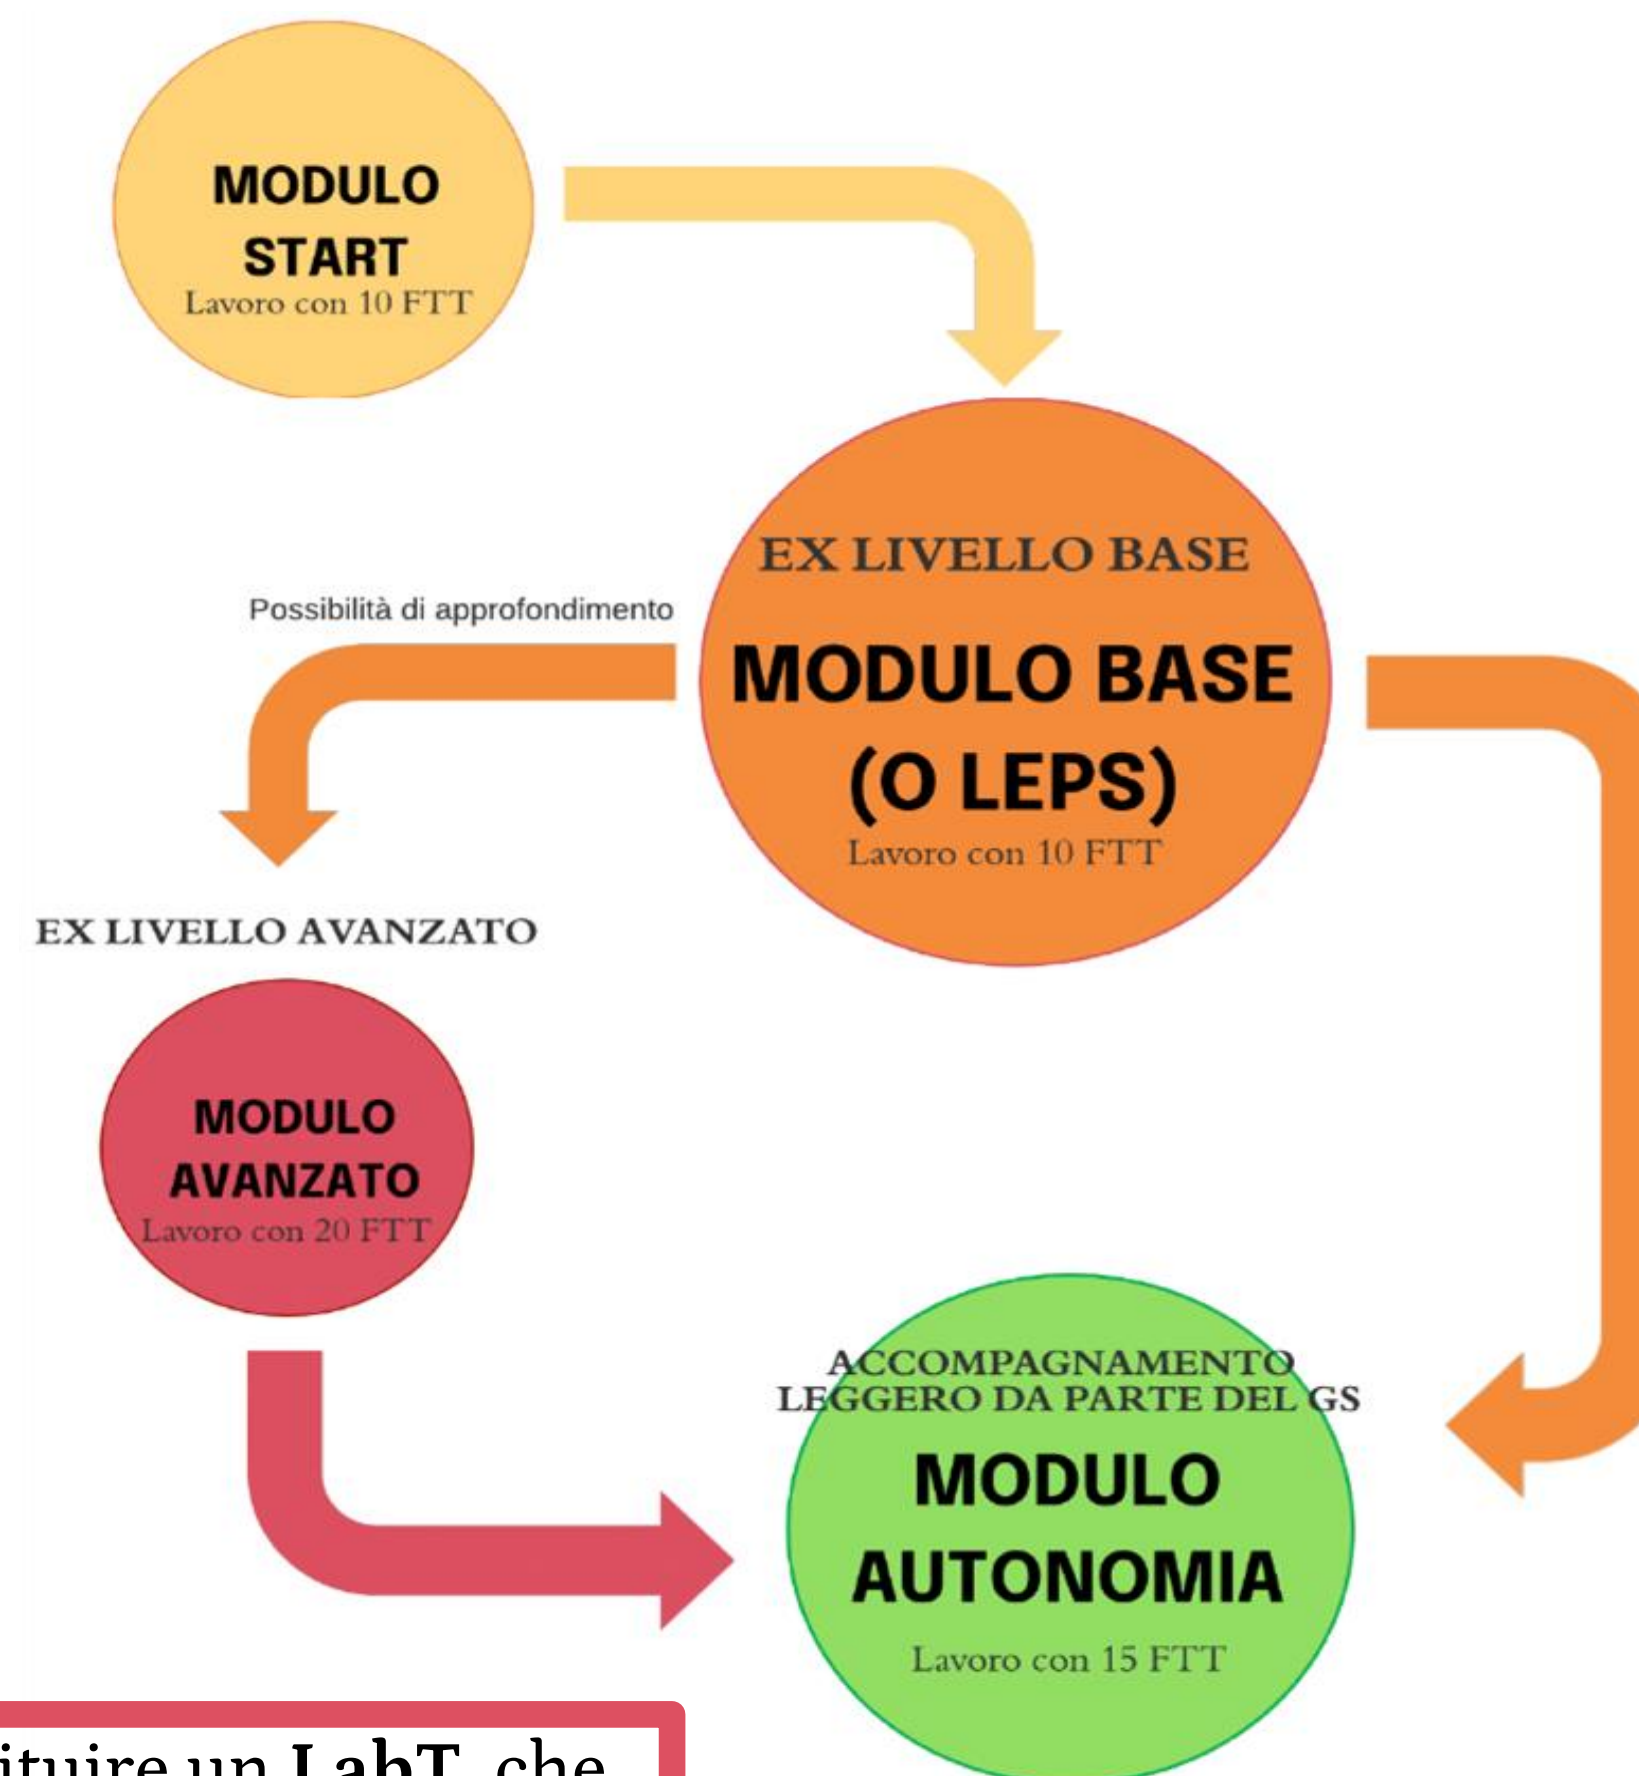 MODULO
START
Lavoro con 10 FTT
EX LIVELLO BASE
MODULO BASE
(O LEPS)
Lavoro con 10 FTT
Possibilità di approfondimento
EX LIVELLO AVANZATO
MODULO
AVANZATO
Lavoro con 20 FTT
ACCOMPAGNAMENTO
LEGGERO DA PARTE DEL GS
MODULO
AUTONOMIA
Lavoro con 15 FTT
un LabT, che